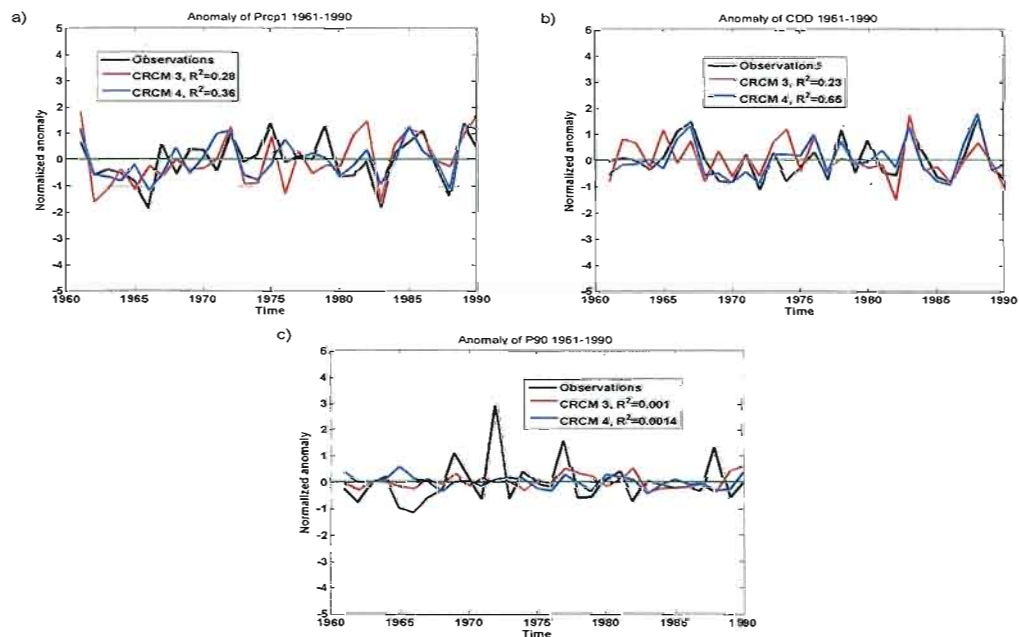 a)
Anomaly of Prcp1 1961-1990
Observations
CRCM 3, R²=0.28
CRCM 4, R²=0.36
Normalized anomaly
5
4
3
2
1
0
-1
-2
-3
-4
-5
1960 1965 1970 1975 1980 1985 1990
Time
b)
Anomaly of CDD 1961-1990
Observations
CRCM 3, R²=0.23
CRCM 4, R²=0.65
Normalized anomaly
5
4
3
2
1
0
-1
-2
-3
-4
-5
1960 1965 1970 1975 1980 1985 1990
Time
c)
Anomaly of P90 1961-1990
Observations
CRCM 3, R²=0.001
CRCM 4, R²=0.0014
Normalized anomaly
5
4
3
2
1
0
-1
-2
-3
-4
-5
1960 1965 1970 1975 1980 1985 1990
Time